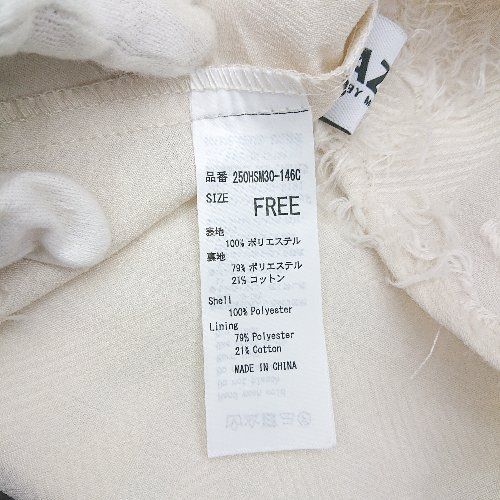 AZ
BY M
品番 250HSM30-146C
SIZE FREE
表地
100% ポリエステル
裏地
79% ポリエステル
21% コットン
Shell
100% Polyester
Lining
79% Polyester
21% Cotton
MADE IN CHINA